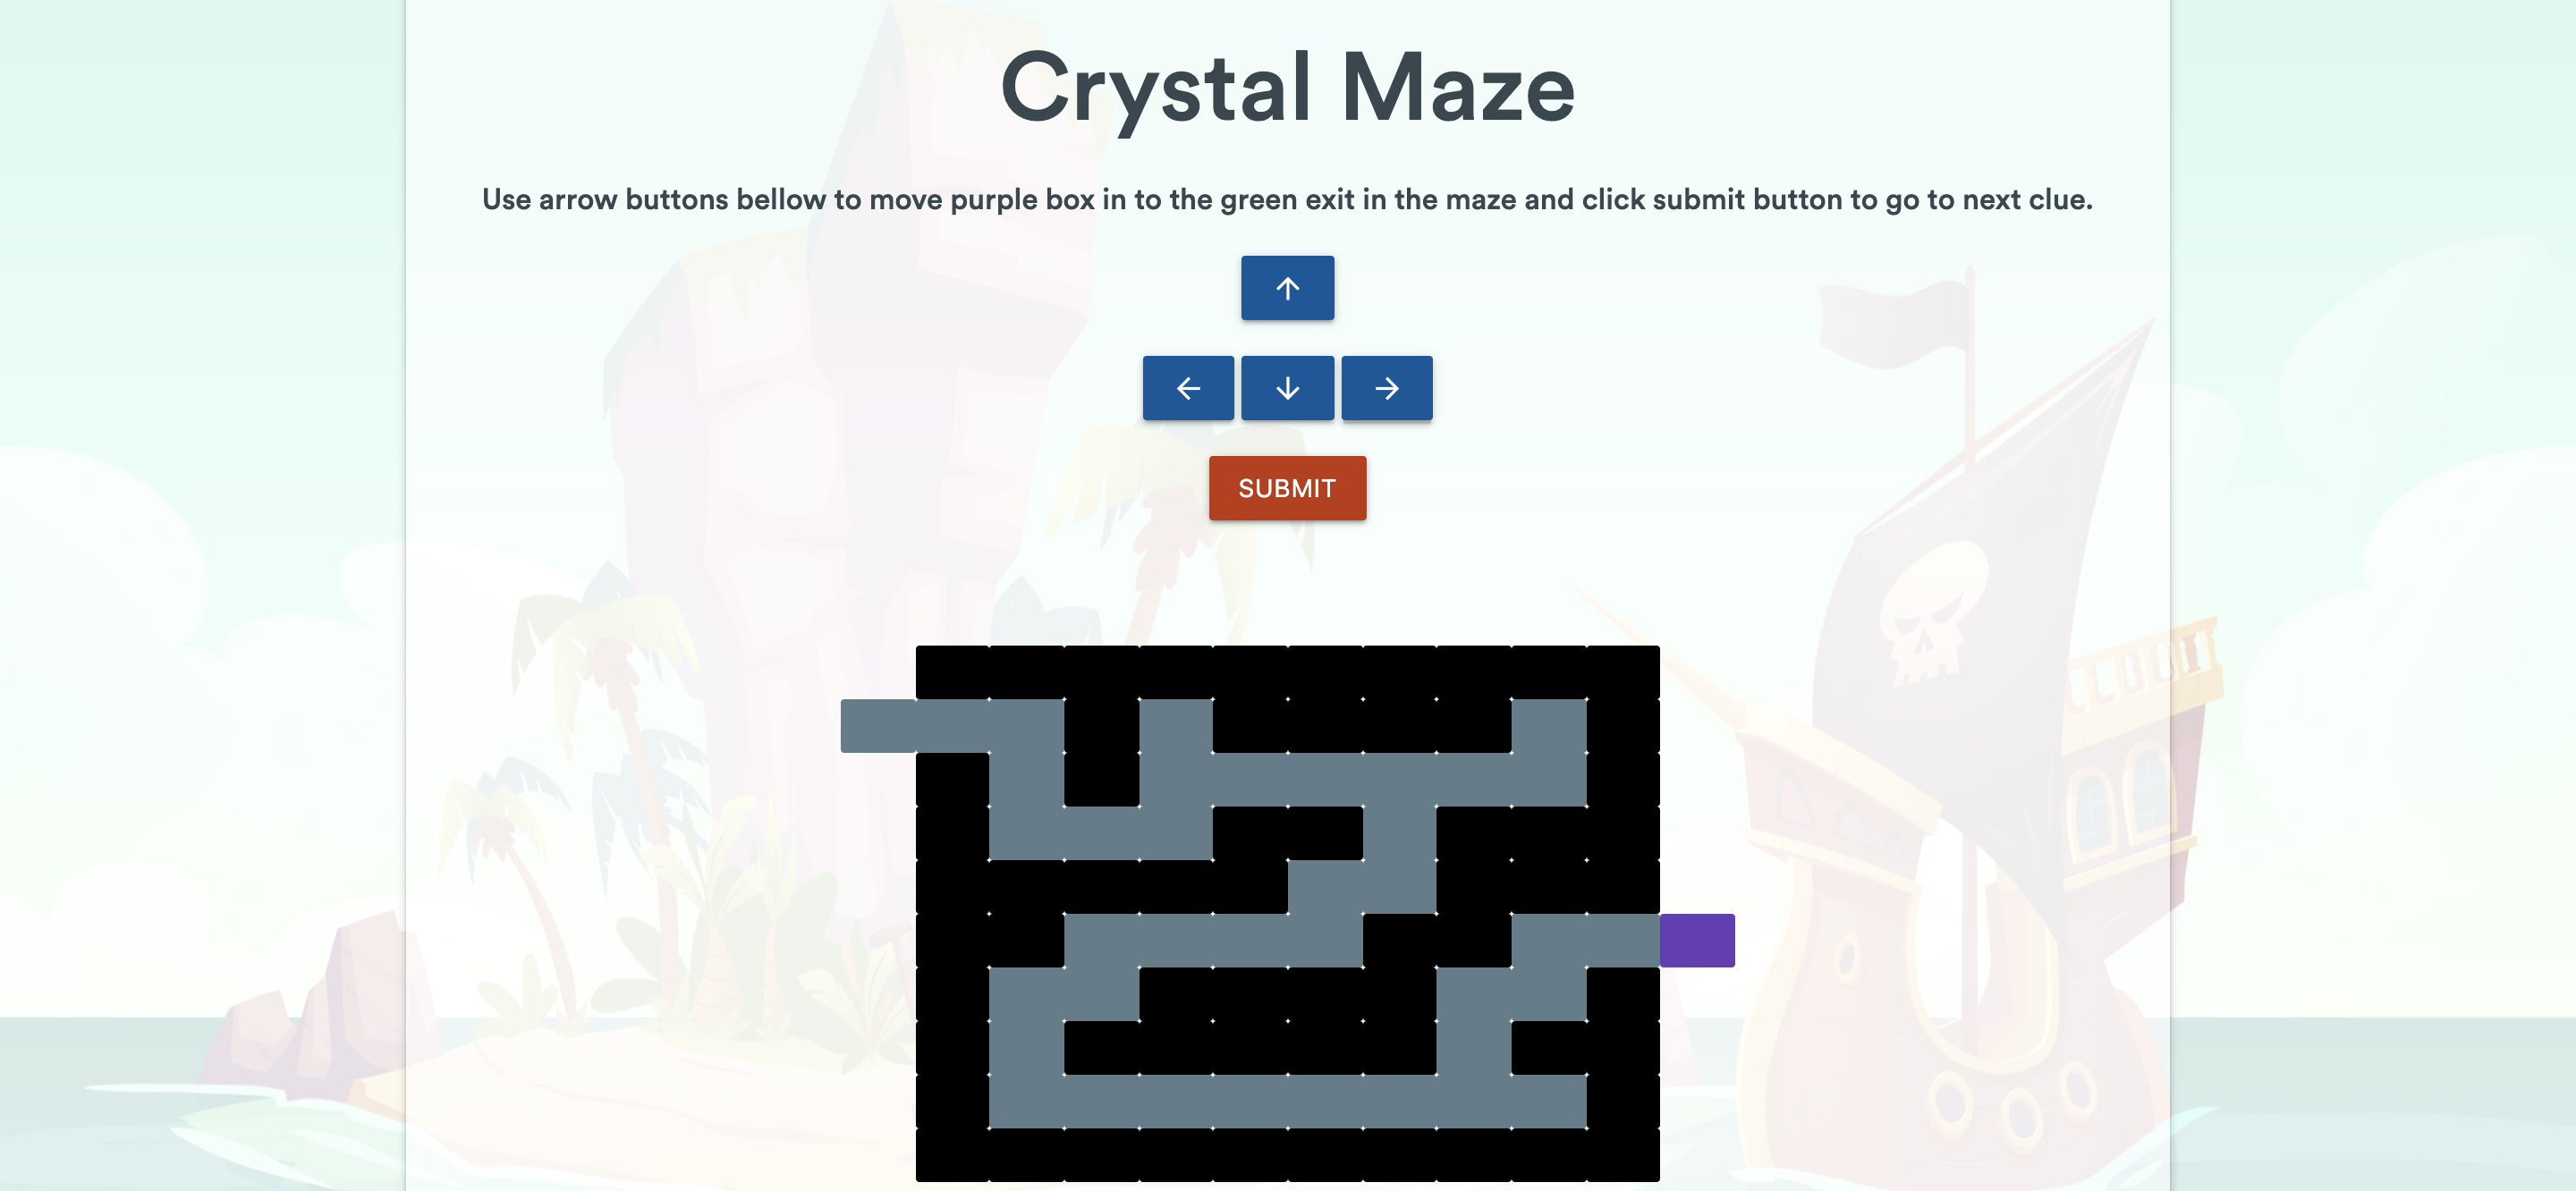 Crystal Maze
Use arrow buttons bellow to move purple box in to the green exit in the maze and click submit button to go to next clue.
SUBMIT